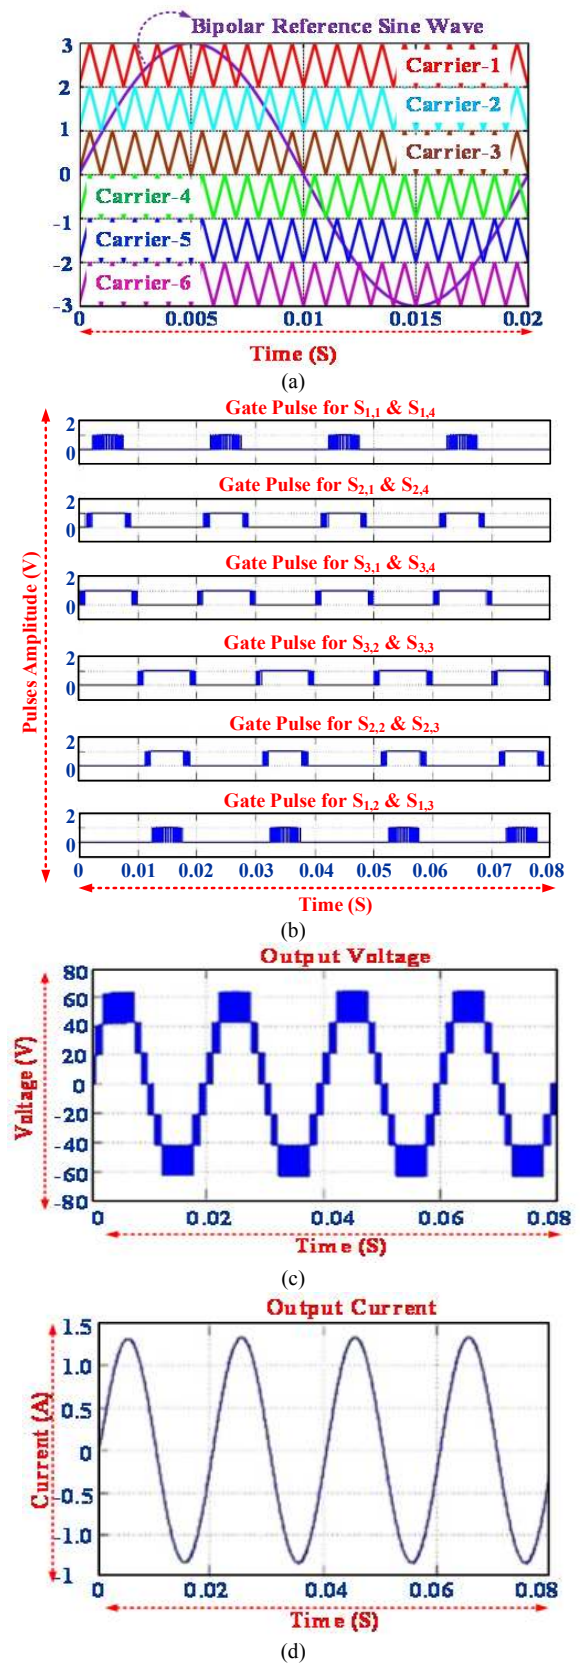 Bipolar Reference Sine Wave
3
2
1
0
-1
-2
-3
Carrier-1
Carrier-2
Carrier-3
Carrier-4
Carrier-5
Carrier-6
0 0.005 0.01 0.015 0.02
Time (S)
(a)
Pulses Amplitude (V)
Gate Pulse for S1,1 & S1,4
2
0
Gate Pulse for S2,1 & S2,4
2
0
Gate Pulse for S3,1 & S3,4
2
0
Gate Pulse for S3,2 & S3,3
2
0
Gate Pulse for S2,2 & S2,3
2
0
Gate Pulse for S1,2 & S1,3
2
0
0 0.01 0.02 0.03 0.04 0.05 0.06 0.07 0.08
Time (S)
(b)
Output Voltage
Voltage (V)
80
60
40
20
0
-20
-40
-60
-80
0 0.02 0.04 0.06 0.08
Time (S)
(c)
Output Current
Current (A)
1.5
1.0
0.5
0
-0.5
-1.0
-1
0 0.02 0.04 0.06 0.08
Time (S)
(d)